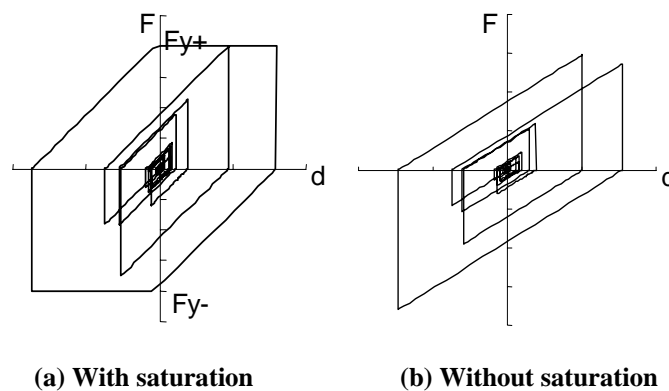 F
Fy+
d
Fy-
F
d
(a) With saturation
(b) Without saturation